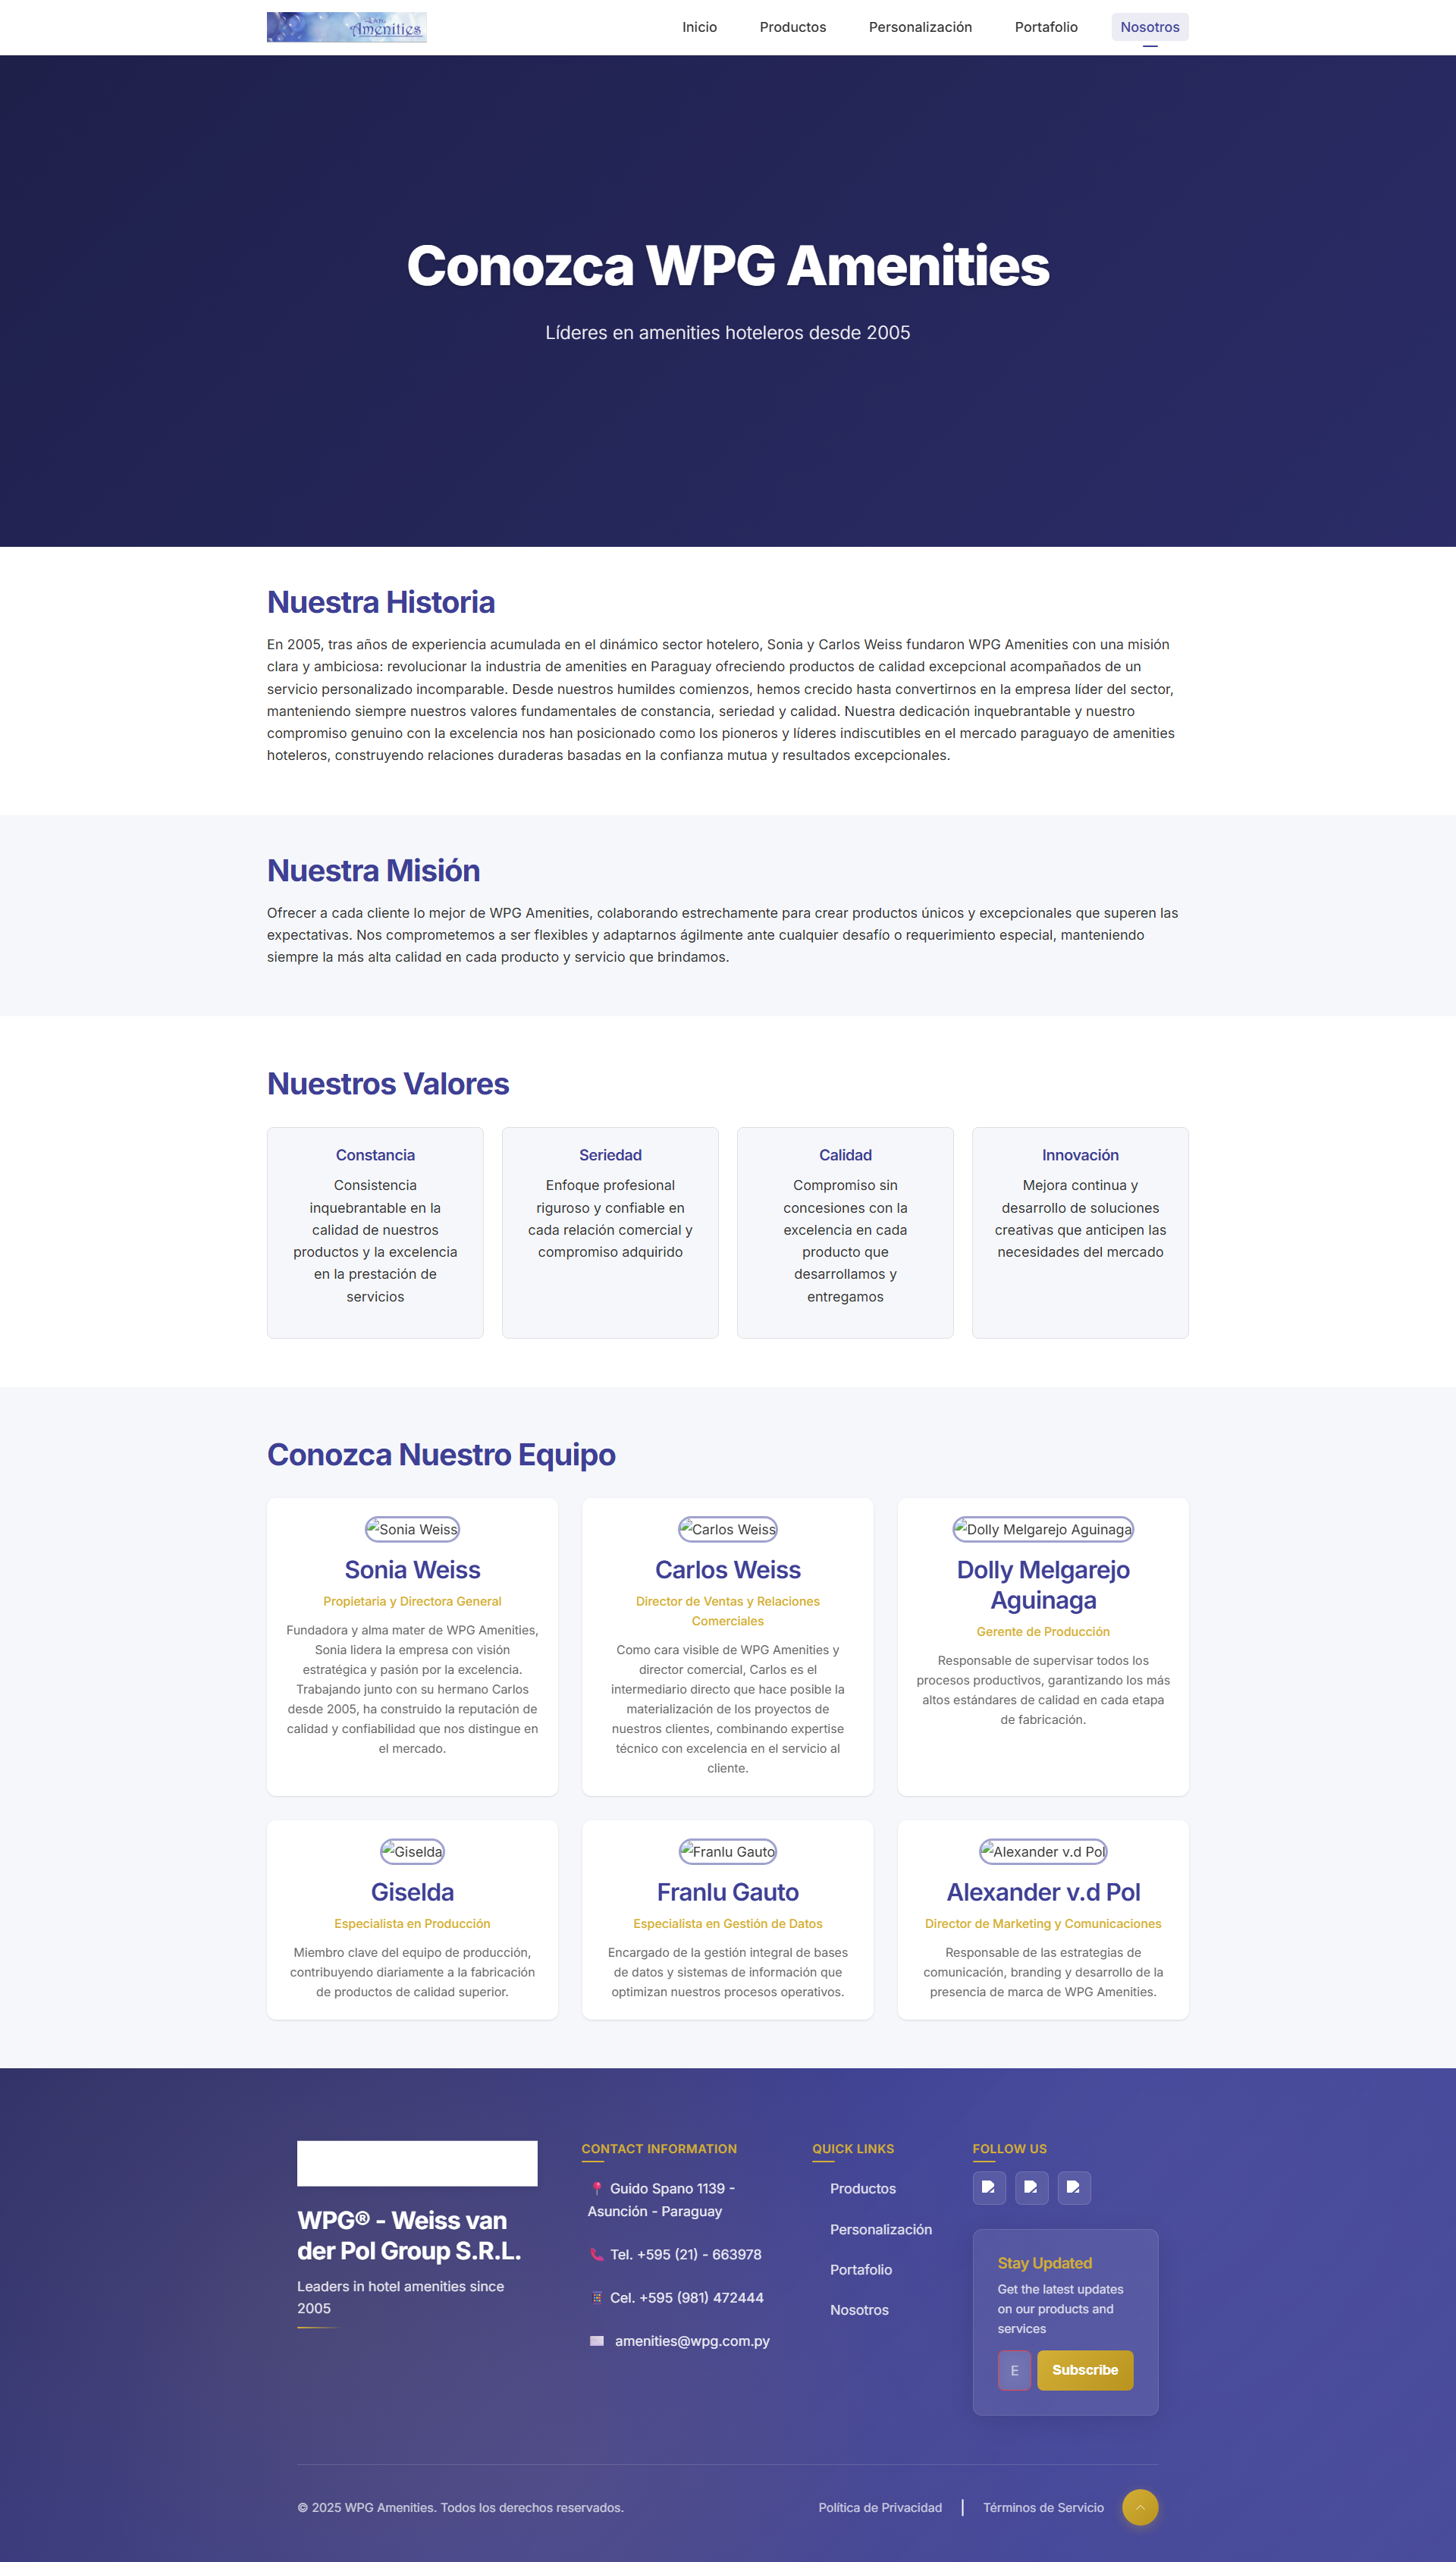 WPG
Amenities
Inicio
Productos
Personalización
Portafolio
Nosotros
Conozca WPG Amenities
Líderes en amenities hoteleros desde 2005
Nuestra Historia
En 2005, tras años de experiencia acumulada en el dinámico sector hotelero, Sonia y Carlos Weiss fundaron WPG Amenities con una misión
clara y ambiciosa: revolucionar la industria de amenities en Paraguay ofreciendo productos de calidad excepcional acompañados de un
servicio personalizado incomparable. Desde nuestros humildes comienzos, hemos crecido hasta convertirnos en la empresa líder del sector,
manteniendo siempre nuestros valores fundamentales de constancia, seriedad y calidad. Nuestra dedicación inquebrantable y nuestro
compromiso genuino con la excelencia nos han posicionado como los pioneros y líderes indiscutibles en el mercado paraguayo de amenities
hoteleros, construyendo relaciones duraderas basadas en la confianza mutua y resultados excepcionales.
Nuestra Misión
Ofrecer a cada cliente lo mejor de WPG Amenities, colaborando estrechamente para crear productos únicos y excepcionales que superen las
expectativas. Nos comprometemos a ser flexibles y adaptarnos ágilmente ante cualquier desafío o requerimiento especial, manteniendo
siempre la más alta calidad en cada producto y servicio que brindamos.
Nuestros Valores
Constancia
Consistencia
inquebrantable en la
calidad de nuestros
productos y la excelencia
en la prestación de
servicios
Seriedad
Enfoque profesional
riguroso y confiable en
cada relación comercial y
compromiso adquirido
Calidad
Compromiso sin
concesiones con la
excelencia en cada
producto que
desarrollamos y
entregamos
Innovación
Mejora continua y
desarrollo de soluciones
creativas que anticipen las
necesidades del mercado
Conozca Nuestro Equipo
Sonia Weiss
Sonia Weiss
Propietaria y Directora General
Fundadora y alma mater de WPG Amenities,
Sonia lidera la empresa con visión
estratégica y pasión por la excelencia.
Trabajando junto con su hermano Carlos
desde 2005, ha construido la reputación de
calidad y confiabilidad que nos distingue en
el mercado.
Carlos Weiss
Carlos Weiss
Director de Ventas y Relaciones
Comerciales
Como cara visible de WPG Amenities y
director comercial, Carlos es el
intermediario directo que hace posible la
materialización de los proyectos de
nuestros clientes, combinando expertise
técnico con excelencia en el servicio al
cliente.
Dolly Melgarejo Aguinaga
Dolly Melgarejo
Aguinaga
Gerente de Producción
Responsable de supervisar todos los
procesos productivos, garantizando los más
altos estándares de calidad en cada etapa
de fabricación.
Giselda
Giselda
Especialista en Producción
Miembro clave del equipo de producción,
contribuyendo diariamente a la fabricación
de productos de calidad superior.
Franlu Gauto
Franlu Gauto
Especialista en Gestión de Datos
Encargado de la gestión integral de bases
de datos y sistemas de información que
optimizan nuestros procesos operativos.
Alexander v.d Pol
Alexander v.d Pol
Director de Marketing y Comunicaciones
Responsable de las estrategias de
comunicación, branding y desarrollo de la
presencia de marca de WPG Amenities.
WPG® - Weiss van
der Pol Group S.R.L.
Leaders in hotel amenities since
2005
CONTACT INFORMATION
Guido Spano 1139 -
Asunción - Paraguay
Tel. +595 (21) - 663978
Cel. +595 (981) 472444
amenities@wpg.com.py
QUICK LINKS
Productos
Personalización
Portafolio
Nosotros
FOLLOW US
Stay Updated
Get the latest updates
on our products and
services
E
Subscribe
© 2025 WPG Amenities. Todos los derechos reservados.
Política de Privacidad
Términos de Servicio